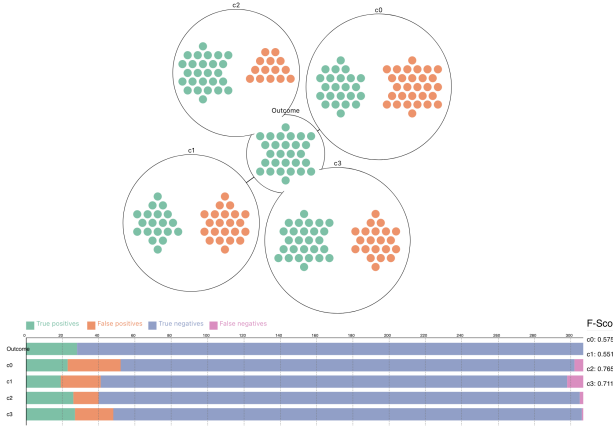 c2
c0
Outcome
c1
c3
True positives False positives True negatives False negatives
F-Sco
0 20 40 60 80 100 120 140 160 180 200 220 240 260 280 300
Outcome
c0
c1
c2
c3
c0: 0.575
c1: 0.551
c2: 0.765
c3: 0.711